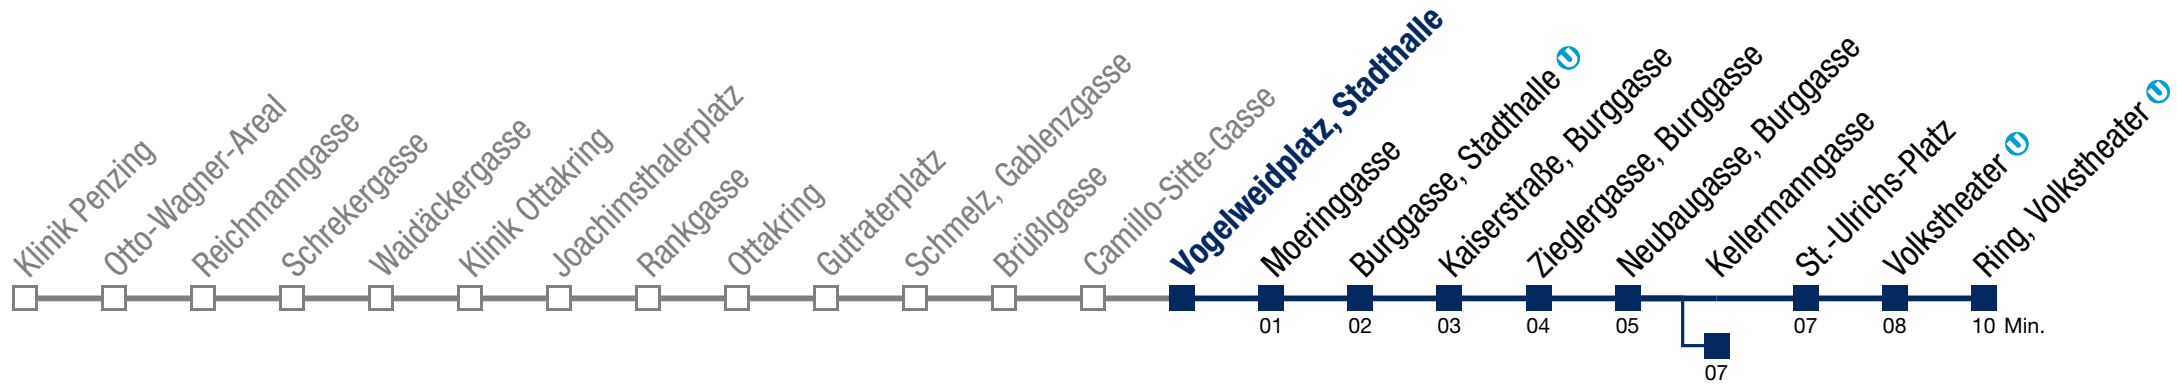 Klinik Penzing
Otto-Wagner-Areal
Reichmanngasse
Schrekergasse
Waidäckergasse
Klinik Ottakring
Joachimsthalerplatz
Rankgasse
Ottakring
Gutraterplatz
Schmelz, Gablenzgasse
Brüßlgasse
Camillo-Sitte-Gasse
Vogelweidplatz, Stadthalle
Moeringgasse
Burggasse, Stadthalle U
Kaiserstraße, Burggasse
Zieglergasse, Burggasse
Neubaugasse, Burggasse
Kellermanngasse
St.-Ulrichs-Platz
Volkstheater U
Ring, Volkstheater U
01 02 03 04 05 07 08 10 Min.
07